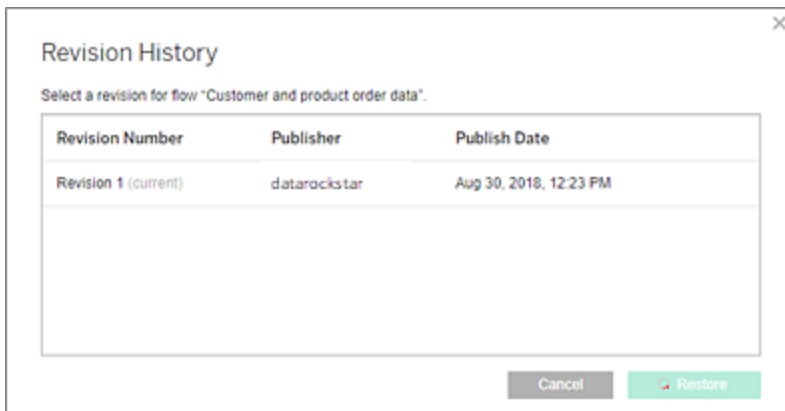 Revision History
Select a revision for flow "Customer and product order data".
Revision Number Publisher Publish Date
Revision 1 (current) datarockstar Aug 30, 2018, 12:23 PM
Cancel Restore